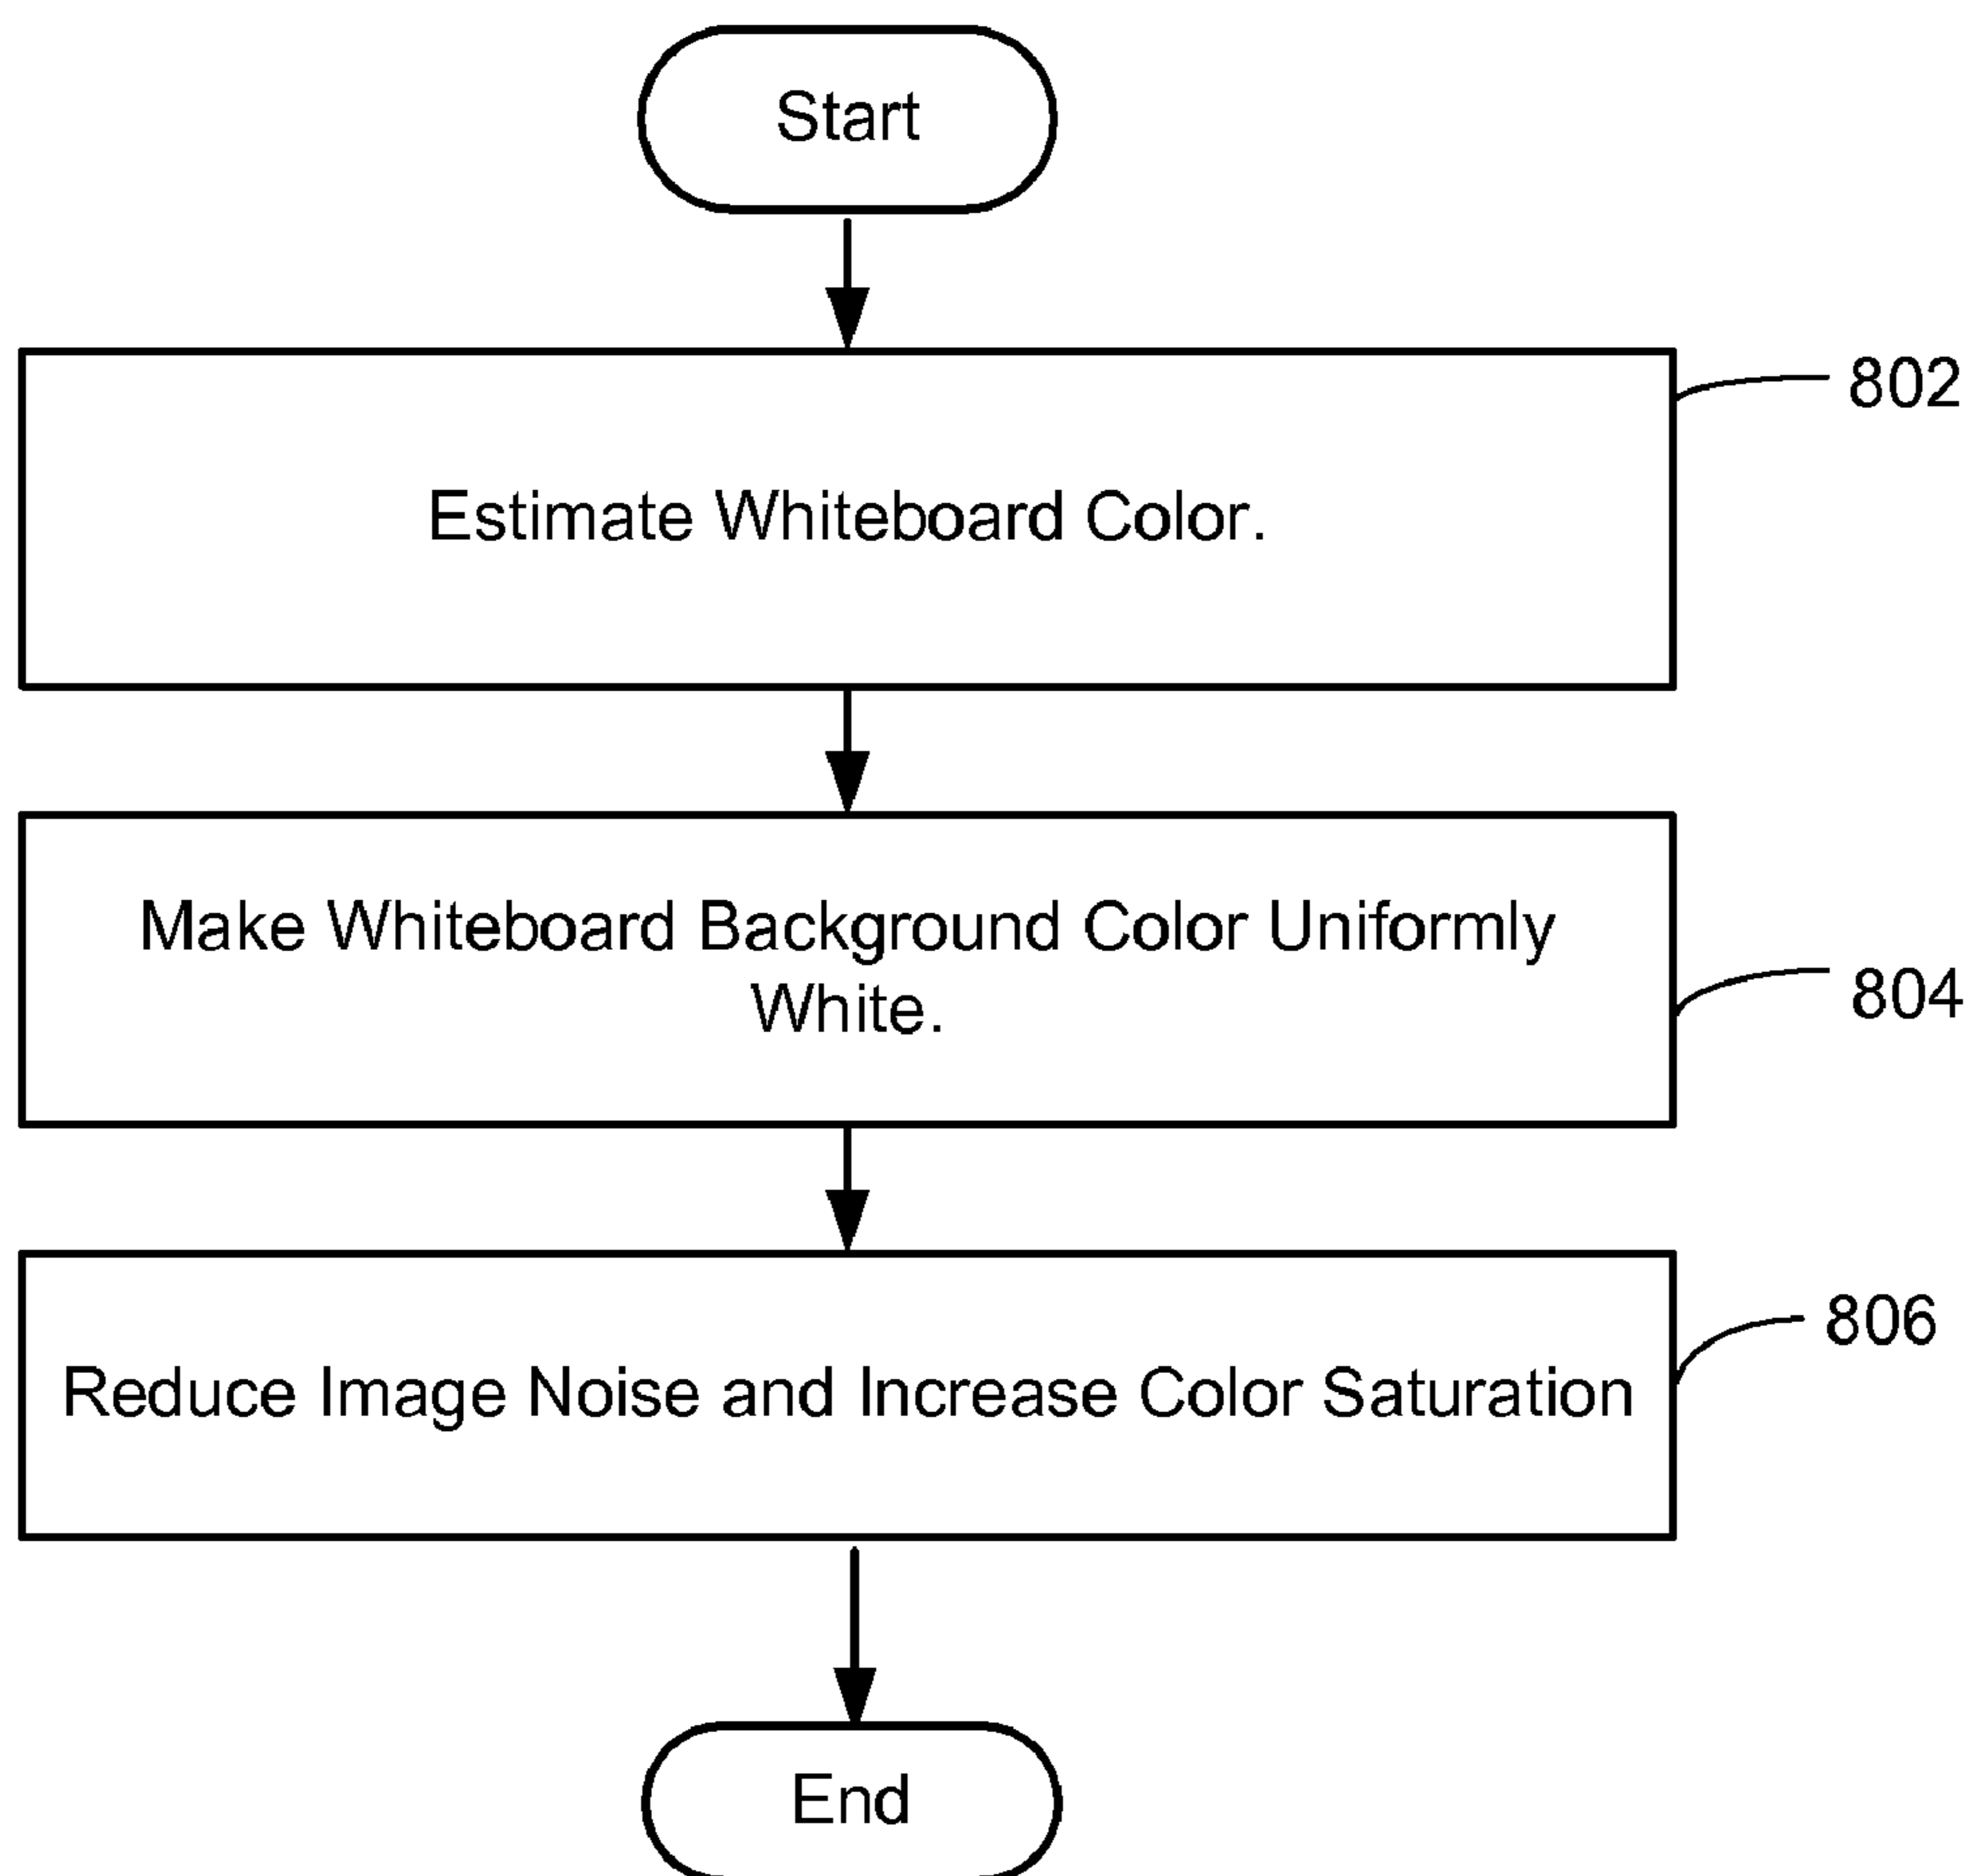 Start
802
Estimate Whiteboard Color.
Make Whiteboard Background Color Uniformly
White.
804
806
Reduce Image Noise and Increase Color Saturation
End